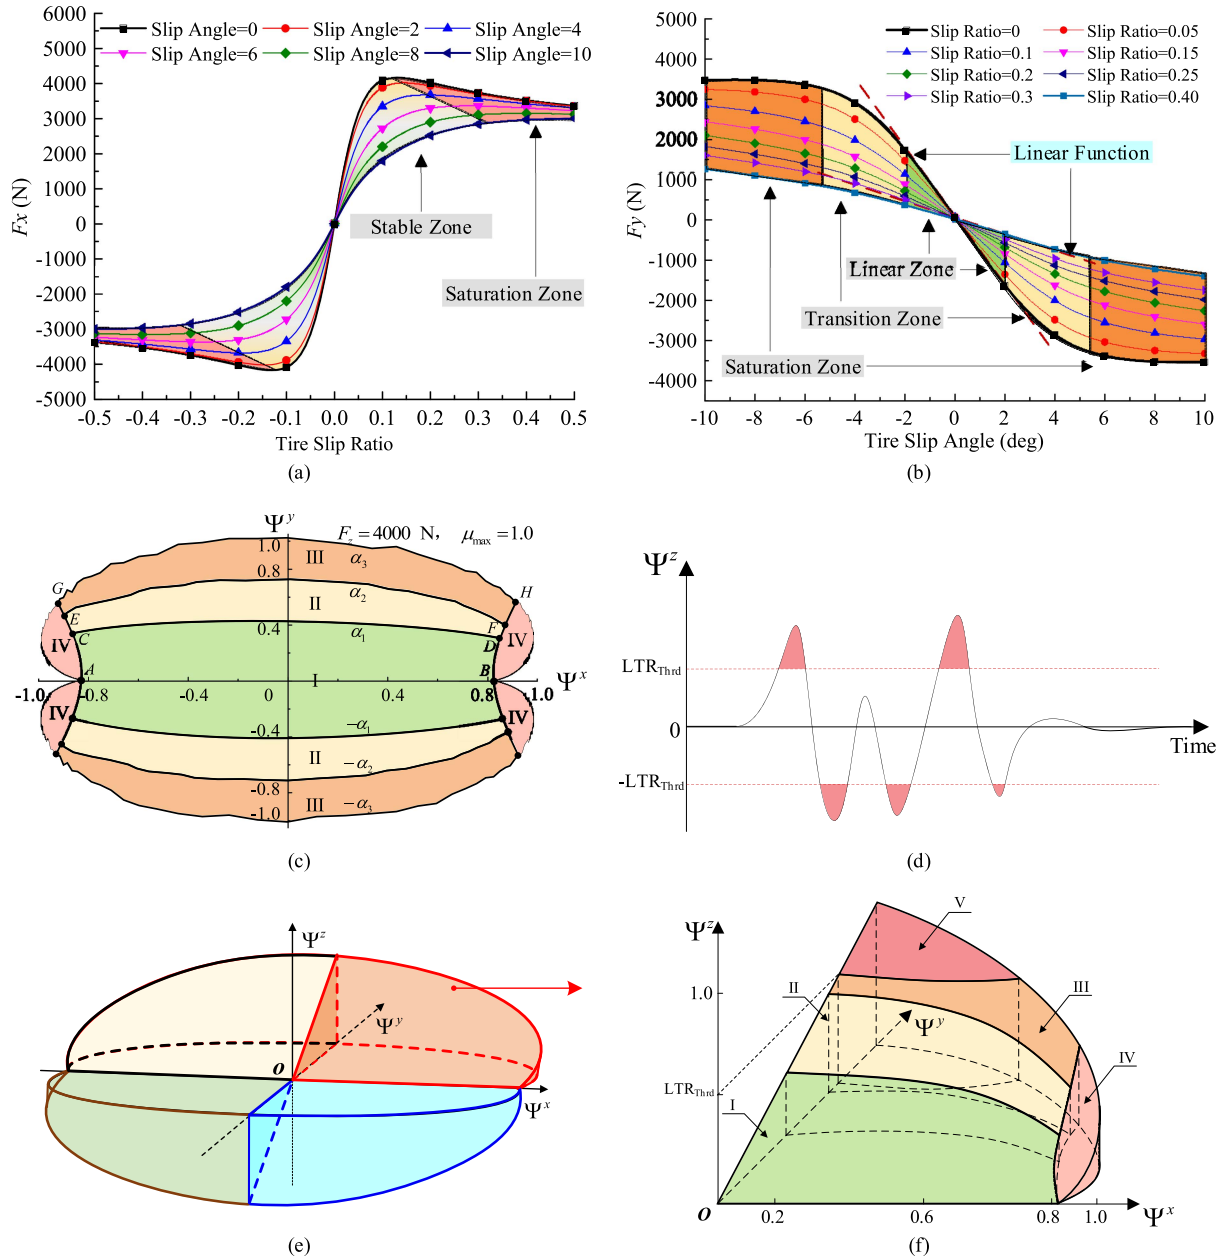 Slip Angle=0 Slip Angle=2 Slip Angle=4
Slip Angle=6 Slip Angle=8 Slip Angle=10
6000
5000
4000
3000
2000
1000
0
-1000
-2000
-3000
-4000
-5000
Fx (N)
Stable Zone
Saturation Zone
-0.5 -0.4 -0.3 -0.2 -0.1 0.0 0.1 0.2 0.3 0.4 0.5
Tire Slip Ratio
(a)
Slip Ratio=0 Slip Ratio=0.05
Slip Ratio=0.1 Slip Ratio=0.15
Slip Ratio=0.2 Slip Ratio=0.25
Slip Ratio=0.3 Slip Ratio=0.40
5000
4000
3000
2000
1000
0
-1000
-2000
-3000
-4000
Fy (N)
Linear Function
Linear Zone
Transition Zone
Saturation Zone
-10 -8 -6 -4 -2 0 2 4 6 8 10
Tire Slip Angle (deg)
(b)
Ψy
Fz = 4000 N, μmax = 1.0
1.0
III α3
0.8
G α2 H
II
E F
0.4
IV C α1 D IV
A I B
-1.0 -0.8 -0.4 0 0.4 0.8 1.0 Ψx
IV IV
-α1
-0.4
II -α2
-0.8
III -α3
-1.0
(c)
Ψz
LTRThrd
0
Time
-LTRThrd
(d)
Ψz
Ψy
O
Ψx
(e)
Ψz
V
1.0
II III
Ψy
IV
LTRThrd
I
O 0.2 0.6 0.8 1.0 Ψx
(f)